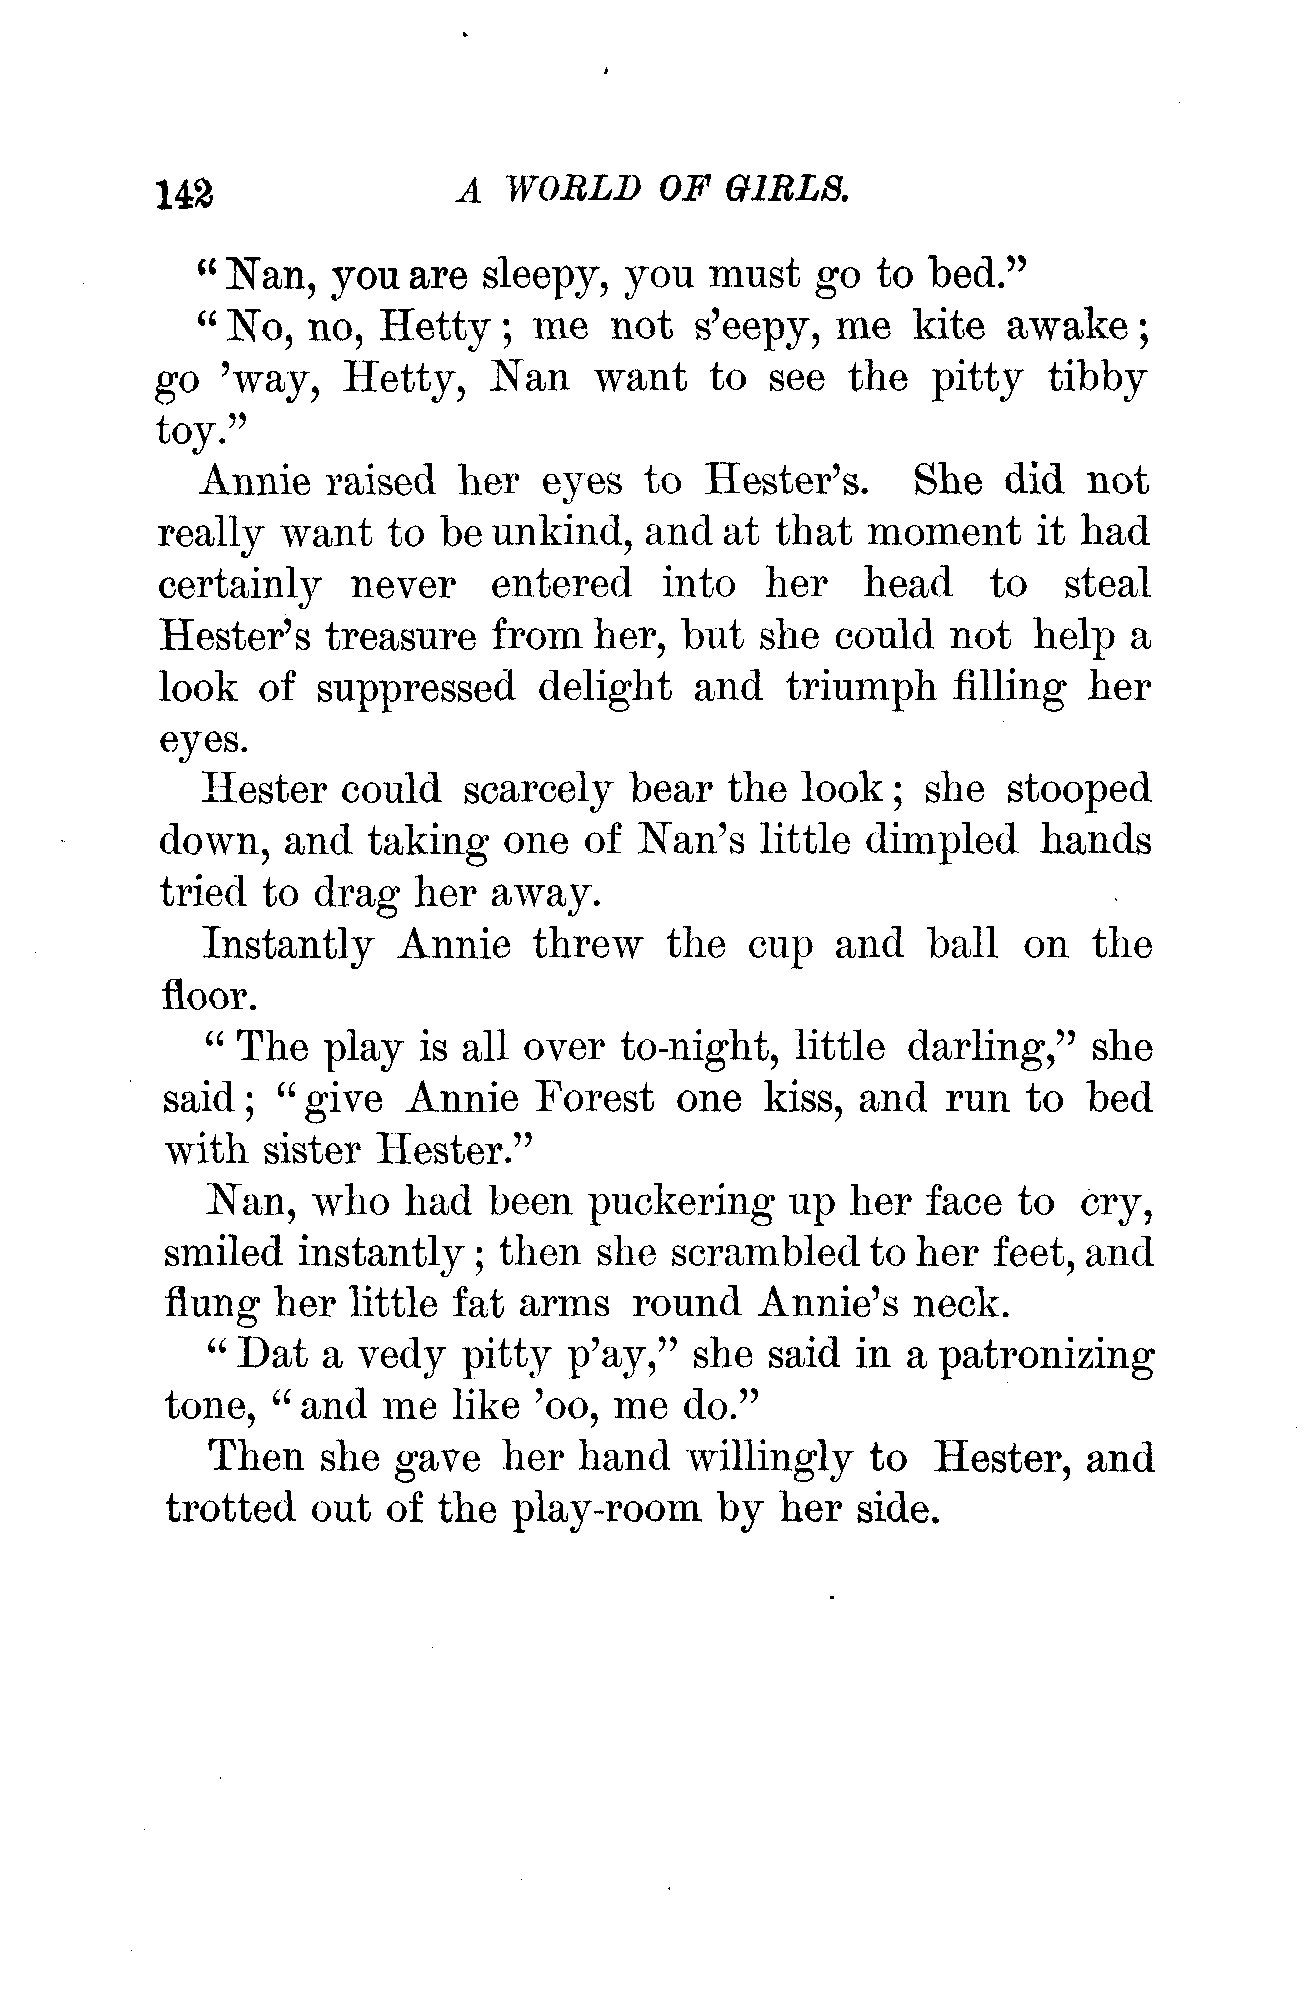 142 A WORLD OF GIRLS.
“Nan, you are sleepy, you must go to bed.”
“No, no, Hetty; me not s’eepy, me kite awake;
go ’way, Hetty, Nan want to see the pitty tibby
toy.”
Annie raised her eyes to Hester’s. She did not
really want to be unkind, and at that moment it had
certainly never entered into her head to steal
Hester’s treasure from her, but she could not help a
look of suppressed delight and triumph filling her
eyes.
Hester could scarcely bear the look; she stooped
down, and taking one of Nan’s little dimpled hands
tried to drag her away.
Instantly Annie threw the cup and ball on the
floor.
“The play is all over to-night, little darling,” she
said; “give Annie Forest one kiss, and run to bed
with sister Hester.”
Nan, who had been puckering up her face to cry,
smiled instantly; then she scrambled to her feet, and
flung her little fat arms round Annie’s neck.
“Dat a vedy pitty p’ay,” she said in a patronizing
tone, “and me like ’oo, me do.”
Then she gave her hand willingly to Hester, and
trotted out of the play-room by her side.